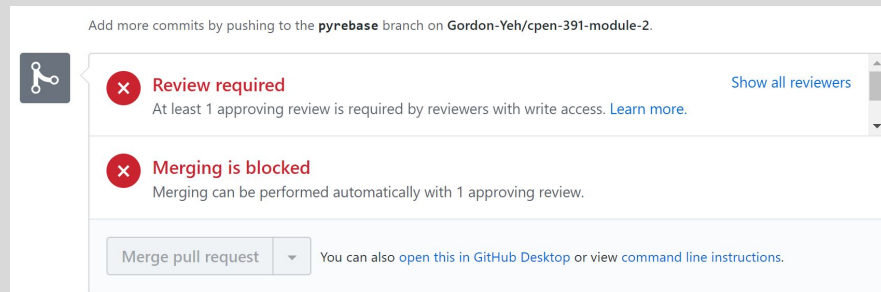 Add more commits by pushing to the pyrebase branch on Gordon-Yeh/cpen-391-module-2.
Review required
Show all reviewers
At least 1 approving review is required by reviewers with write access. Learn more.
Merging is blocked
Merging can be performed automatically with 1 approving review.
Merge pull request
You can also open this in GitHub Desktop or view command line instructions.